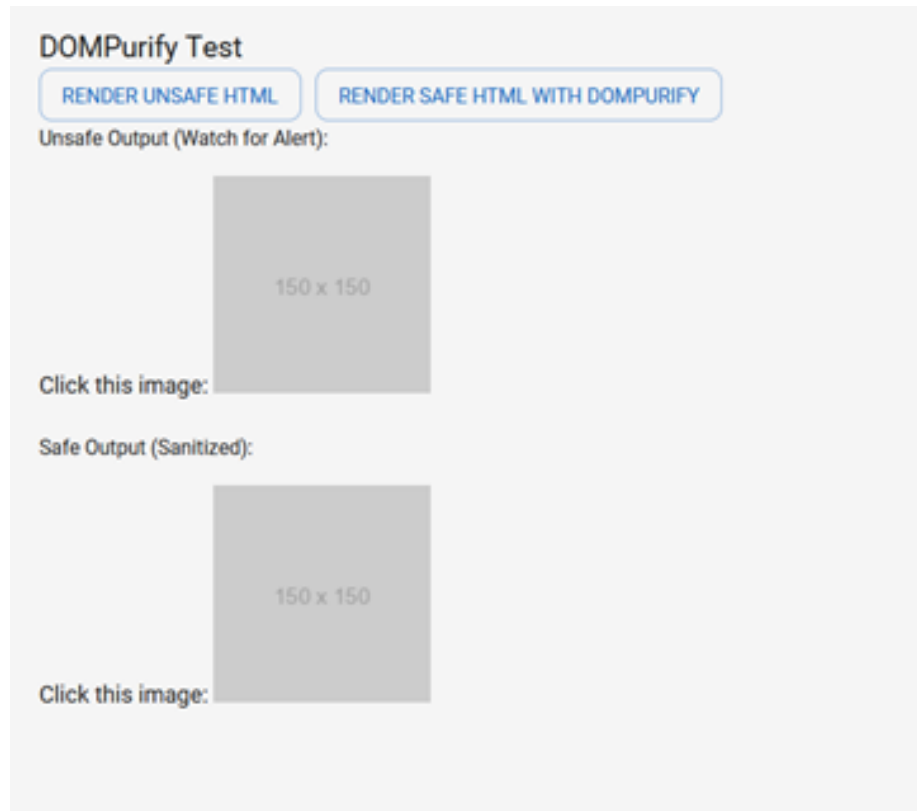 DOMPurify Test
RENDER UNSAFE HTML RENDER SAFE HTML WITH DOMPURIFY
Unsafe Output (Watch for Alert):
150 x 150
Click this image:
Safe Output (Sanitized):
150 x 150
Click this image: